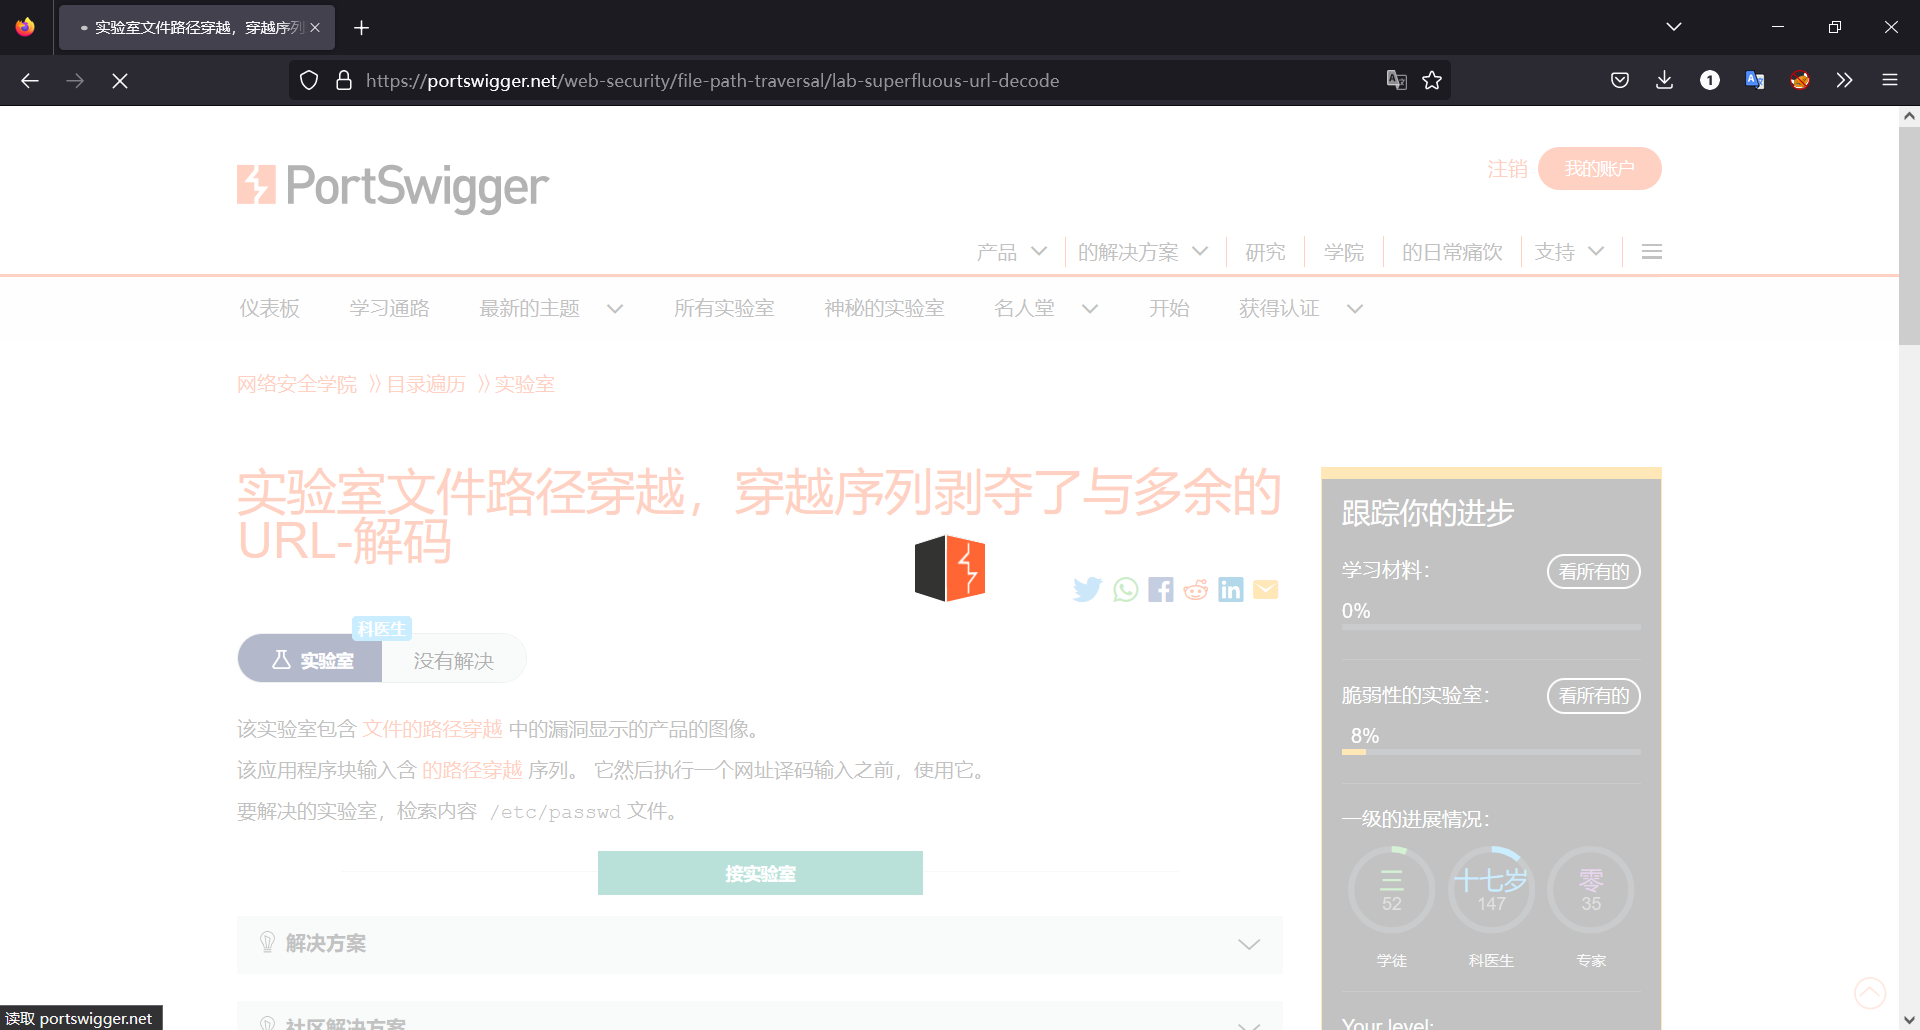 实验室文件路径穿越，穿越序列
https://portswigger.net/web-security/file-path-traversal/lab-superfluous-url-decode
PortSwigger
注销 我的账户
产品 的解决方案 研究 学院 的日常痛饮 支持
仪表板 学习通路 最新的主题 所有实验室 神秘的实验室 名人堂 开始 获得认证
网络安全学院 》 目录遍历 》 实验室
实验室文件路径穿越，穿越序列剥夺了与多余的
URL-解码
科医生
实验室 没有解决
该实验室包含 文件的路径穿越 中的漏洞显示的产品的图像。
该应用程序块输入含 的路径穿越 序列。 它然后执行一个网址译码输入之前，使用它。
要解决的实验室，检索内容 /etc/passwd 文件。
接实验室
解决方案
社区解决方案
跟踪你的进步
学习材料： 看所有的
0%
脆弱性的实验室： 看所有的
8%
一级的进展情况：
三 十七岁 零
52 147 35
学徒 科医生 专家
Your level:
读取 portswigger.net